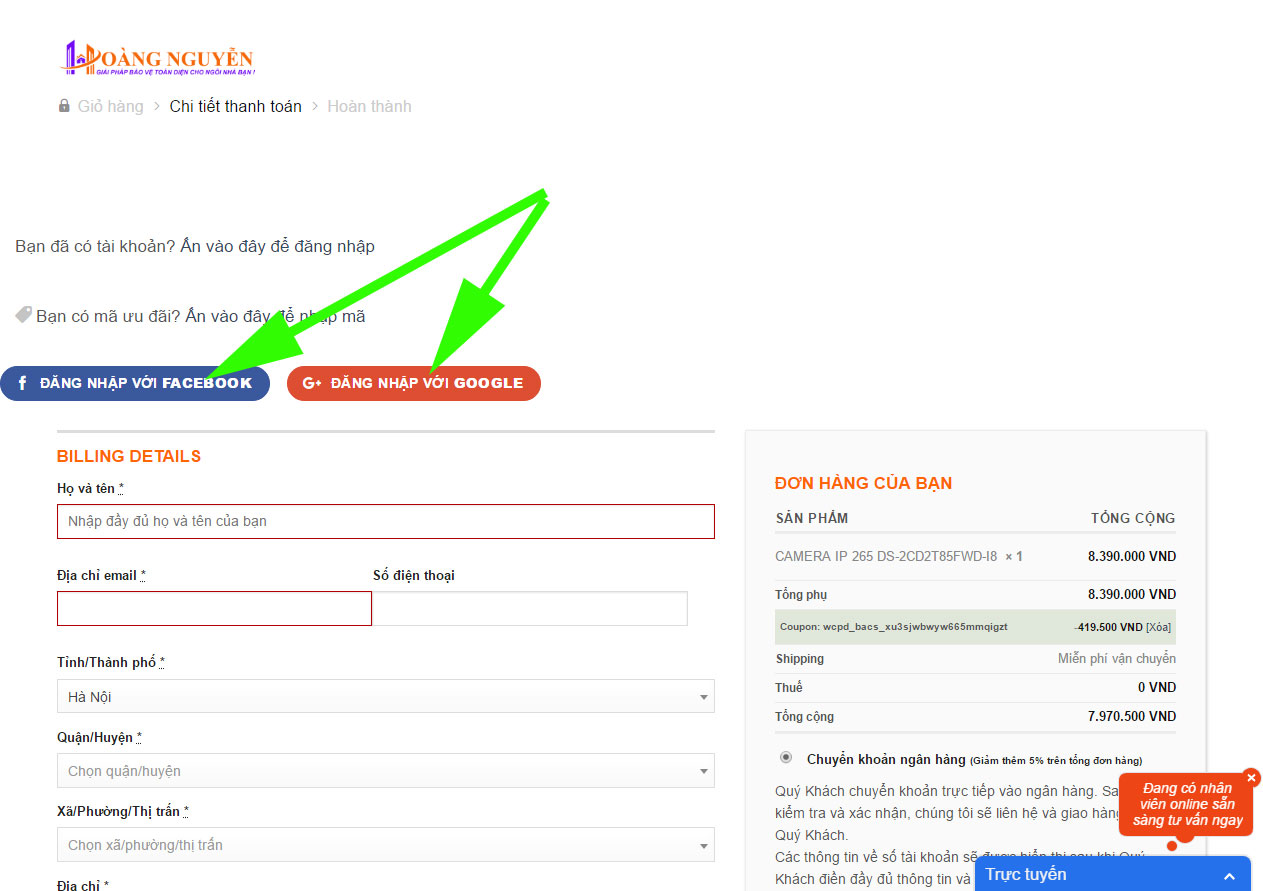 HOÀNG NGUYỄN
GIẢI PHÁP BẢO VỆ TOÀN DIỆN CHO NGÔI NHÀ BẠN !
Giỏ hàng > Chi tiết thanh toán > Hoàn thành
Bạn đã có tài khoản? Ấn vào đây để đăng nhập
Bạn có mã ưu đãi? Ấn vào đây để nhập mã
f ĐĂNG NHẬP VỚI FACEBOOK
G+ ĐĂNG NHẬP VỚI GOOGLE
BILLING DETAILS
Họ và tên *
Nhập đầy đủ họ và tên của bạn
Địa chỉ email * Số điện thoại
Tỉnh/Thành phố *
Hà Nội
Quận/Huyện *
Chọn quận/huyện
Xã/Phường/Thị trấn *
Chọn xã/phường/thị trấn
Địa chỉ *
ĐƠN HÀNG CỦA BẠN
SẢN PHẨM TỔNG CỘNG
CAMERA IP 265 DS-2CD2T85FWD-I8 × 1 8.390.000 VND
Tổng phụ 8.390.000 VND
Coupon: wcpd_bacs_xu3sjwbwyw665mmqigzt -419.500 VND [Xóa]
Shipping Miễn phí vận chuyển
Thuế 0 VND
Tổng cộng 7.970.500 VND
Chuyển khoản ngân hàng (Giảm thêm 5% trên tổng đơn hàng)
Quý Khách chuyển khoản trực tiếp vào ngân hàng. Sa
kiểm tra và xác nhận, chúng tôi sẽ liên hệ và giao hàng
Quý Khách.
Các thông tin về số tài khoản sẽ được hiển thị sau khi Quý
Khách điền đầy đủ thông tin và
Đang có nhân
viên online sẵn
sàng tư vấn ngay
Trực tuyến